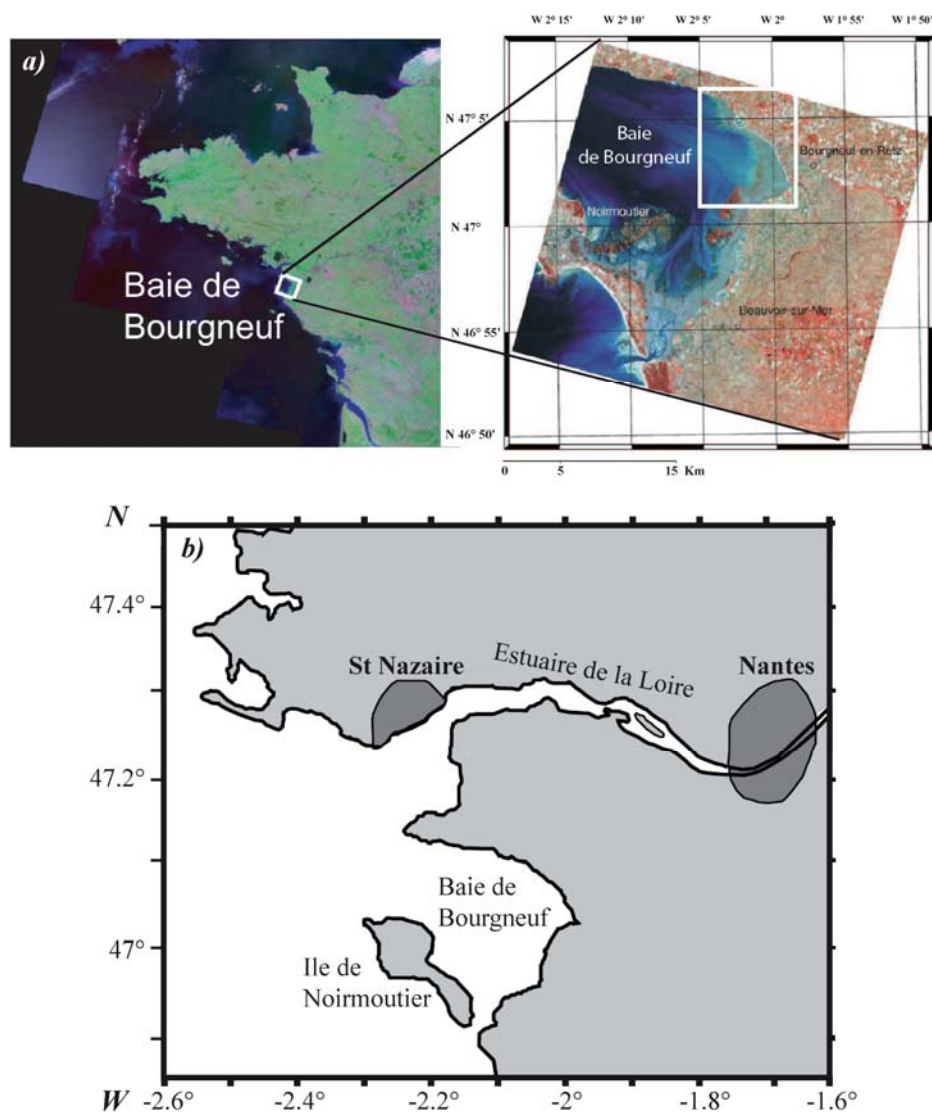 a)
Baie de
Bourgneuf
W 2° 15'
W 2° 10'
W 2° 5'
W 2°
W 1° 55'
W 1° 50'
N 47° 5'
N 47°
N 46° 55'
N 46° 50'
Baie
de Bourgneuf
Bourgneuf-en-Retz
Noirmoutier
Beauvoir-sur-Mer
0 5 15 Km
N
b)
47.4°
47.2°
47°
St Nazaire
Estuaire de la Loire
Nantes
Baie de
Bourgneuf
Ile de
Noirmoutier
W
-2.6° -2.4° -2.2° -2° -1.8° -1.6°